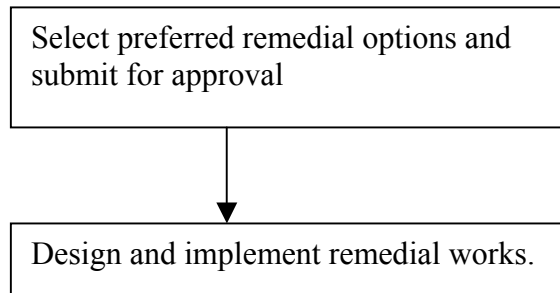 Select preferred remedial options and
submit for approval
Design and implement remedial works.